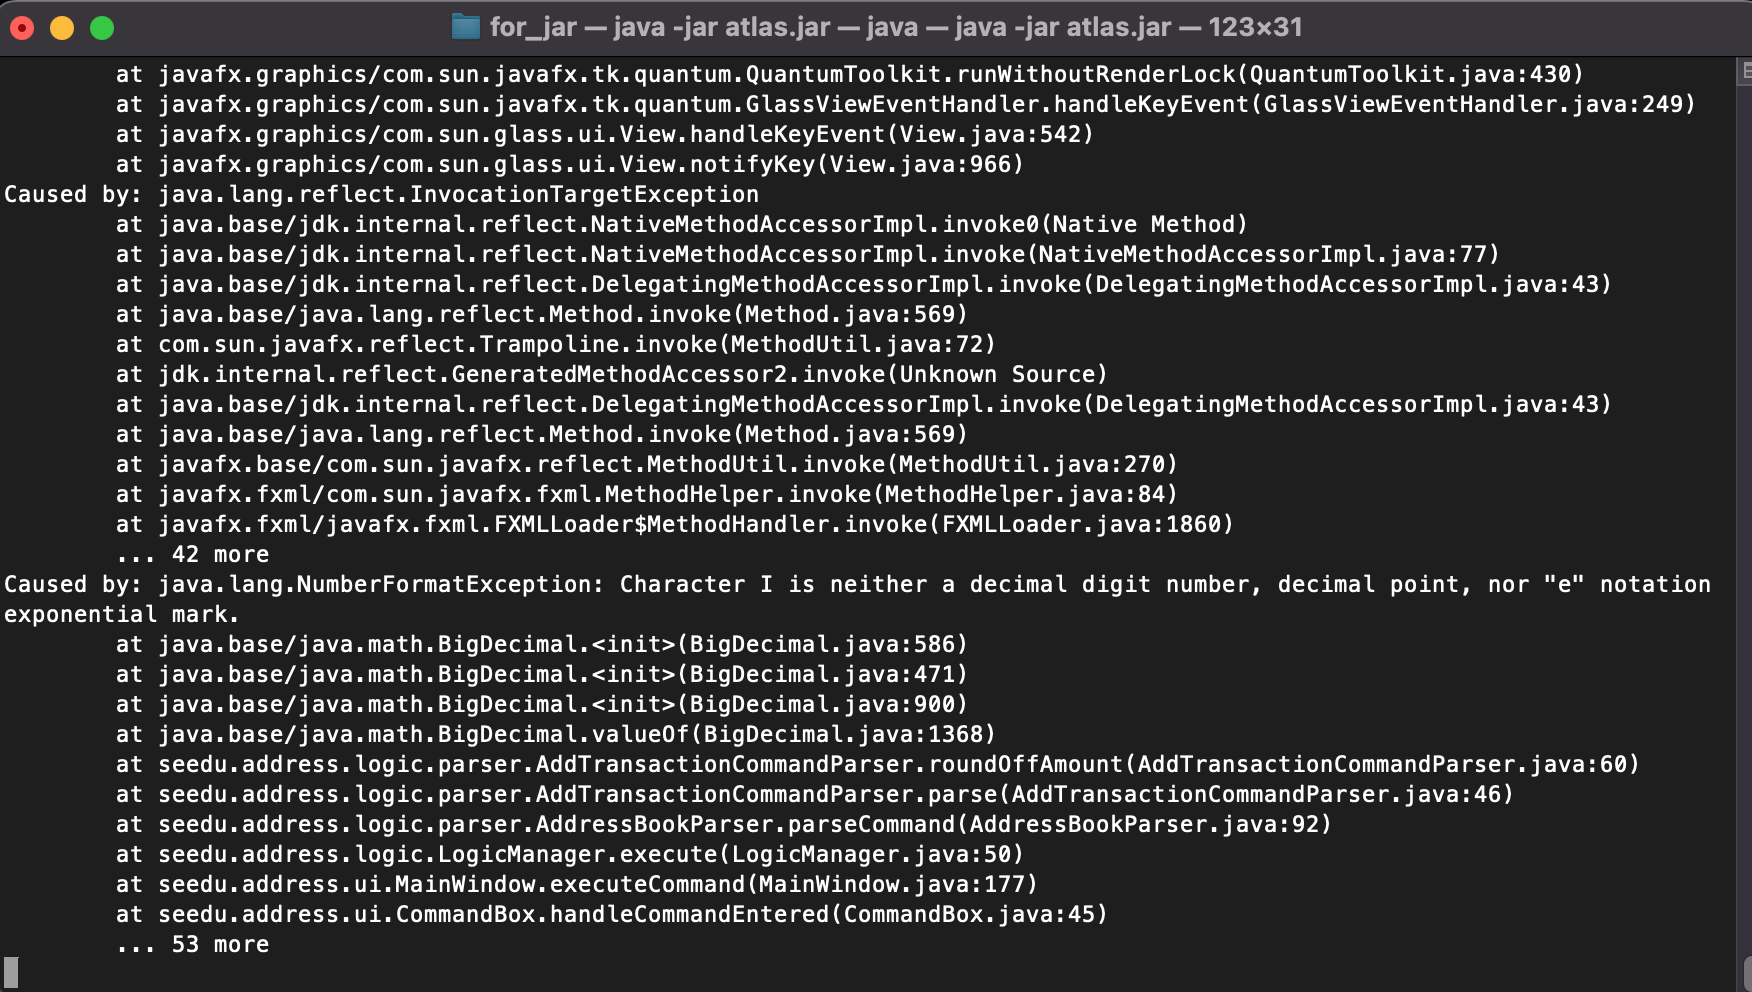 for_jar — java -jar atlas.jar — java — java -jar atlas.jar — 123×31
at javafx.graphics/com.sun.javafx.tk.quantum.QuantumToolkit.runWithoutRenderLock(QuantumToolkit.java:430)
at javafx.graphics/com.sun.javafx.tk.quantum.GlassViewEventHandler.handleKeyEvent(GlassViewEventHandler.java:249)
at javafx.graphics/com.sun.glass.ui.View.handleKeyEvent(View.java:542)
at javafx.graphics/com.sun.glass.ui.View.notifyKey(View.java:966)
Caused by: java.lang.reflect.InvocationTargetException
at java.base/jdk.internal.reflect.NativeMethodAccessorImpl.invoke0(Native Method)
at java.base/jdk.internal.reflect.NativeMethodAccessorImpl.invoke(NativeMethodAccessorImpl.java:77)
at java.base/jdk.internal.reflect.DelegatingMethodAccessorImpl.invoke(DelegatingMethodAccessorImpl.java:43)
at java.base/java.lang.reflect.Method.invoke(Method.java:569)
at com.sun.javafx.reflect.Trampoline.invoke(MethodUtil.java:72)
at jdk.internal.reflect.GeneratedMethodAccessor2.invoke(Unknown Source)
at java.base/jdk.internal.reflect.DelegatingMethodAccessorImpl.invoke(DelegatingMethodAccessorImpl.java:43)
at java.base/java.lang.reflect.Method.invoke(Method.java:569)
at javafx.base/com.sun.javafx.reflect.MethodUtil.invoke(MethodUtil.java:270)
at javafx.fxml/com.sun.javafx.fxml.MethodHelper.invoke(MethodHelper.java:84)
at javafx.fxml/javafx.fxml.FXMLLoader$MethodHandler.invoke(FXMLLoader.java:1860)
... 42 more
Caused by: java.lang.NumberFormatException: Character I is neither a decimal digit number, decimal point, nor "e" notation
exponential mark.
at java.base/java.math.BigDecimal.<init>(BigDecimal.java:586)
at java.base/java.math.BigDecimal.<init>(BigDecimal.java:471)
at java.base/java.math.BigDecimal.<init>(BigDecimal.java:900)
at java.base/java.math.BigDecimal.valueOf(BigDecimal.java:1368)
at seedu.address.logic.parser.AddTransactionCommandParser.roundOffAmount(AddTransactionCommandParser.java:60)
at seedu.address.logic.parser.AddTransactionCommandParser.parse(AddTransactionCommandParser.java:46)
at seedu.address.logic.parser.AddressBookParser.parseCommand(AddressBookParser.java:92)
at seedu.address.logic.LogicManager.execute(LogicManager.java:50)
at seedu.address.ui.MainWindow.executeCommand(MainWindow.java:177)
at seedu.address.ui.CommandBox.handleCommandEntered(CommandBox.java:45)
... 53 more